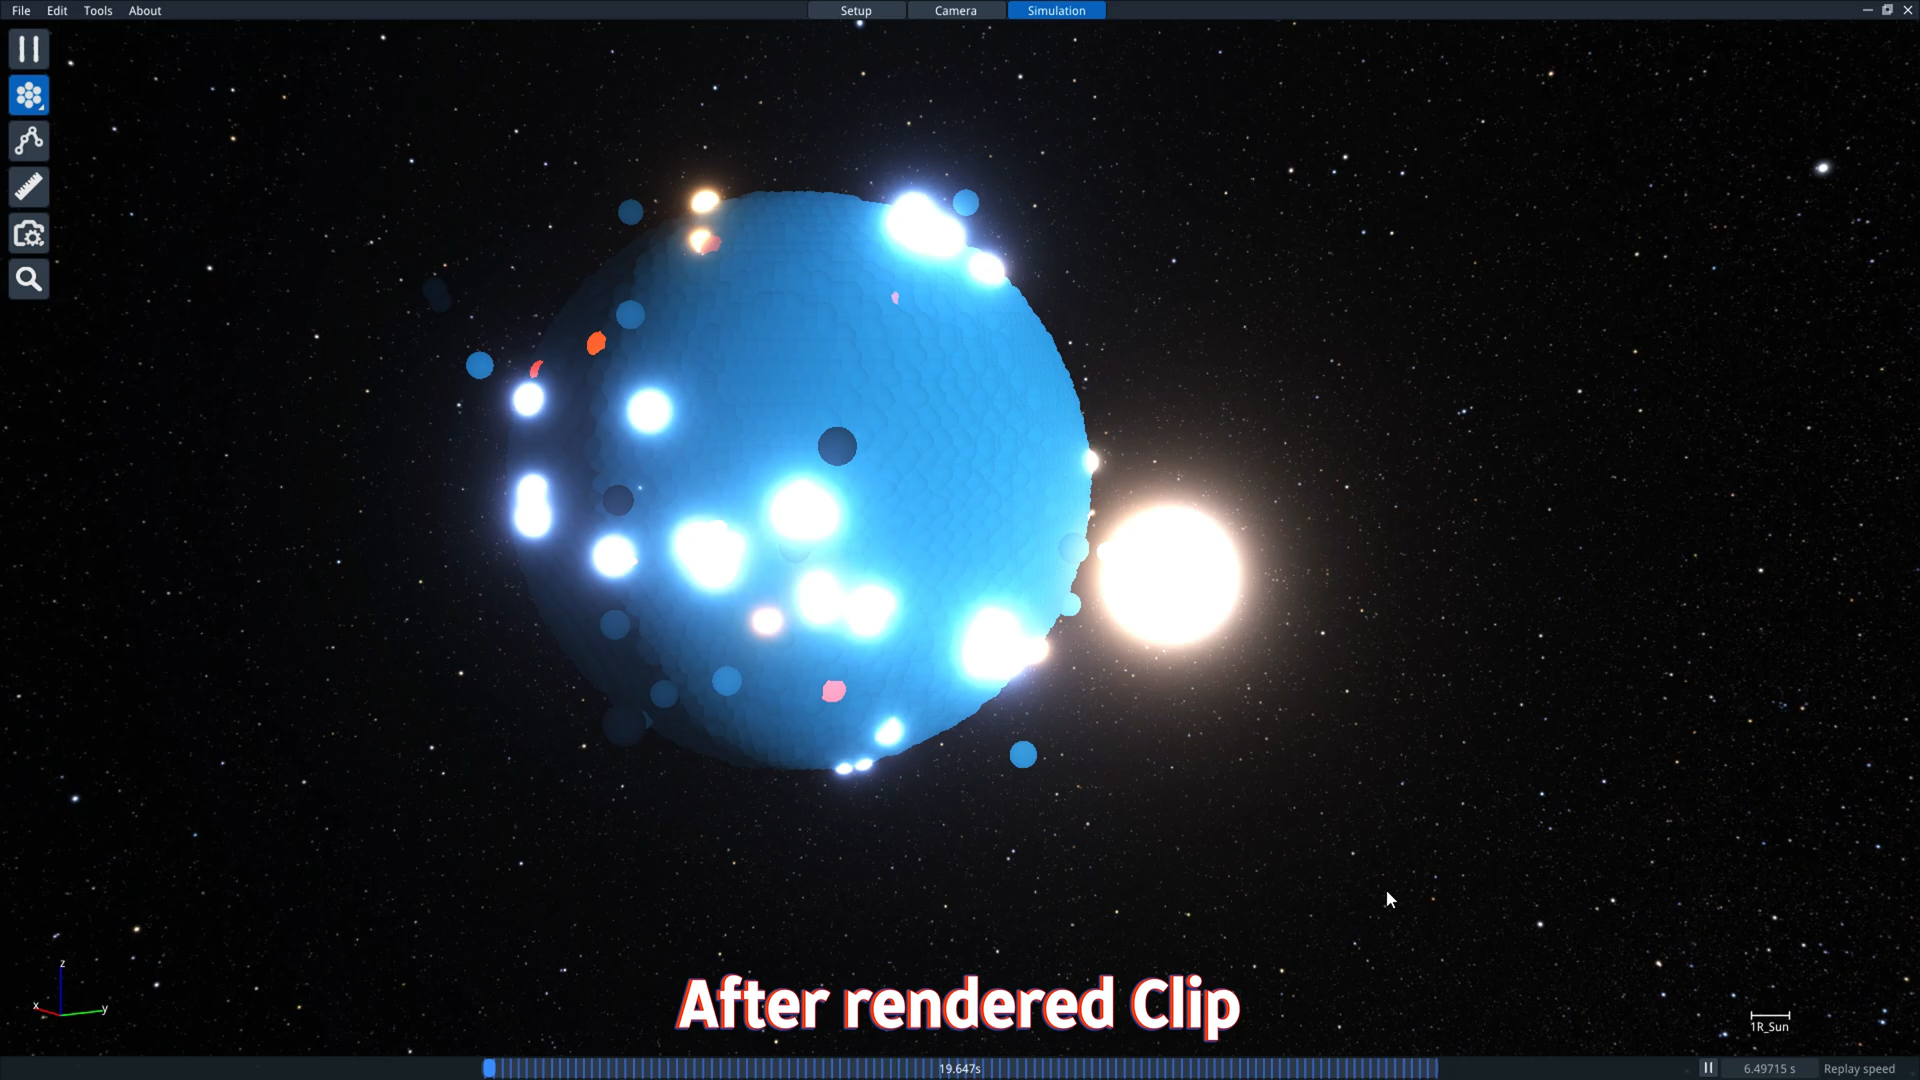 File Edit Tools About
Setup Camera Simulation
z
x
y
After rendered Clip
1R_Sun
19.647s
6.49715 s Replay speed